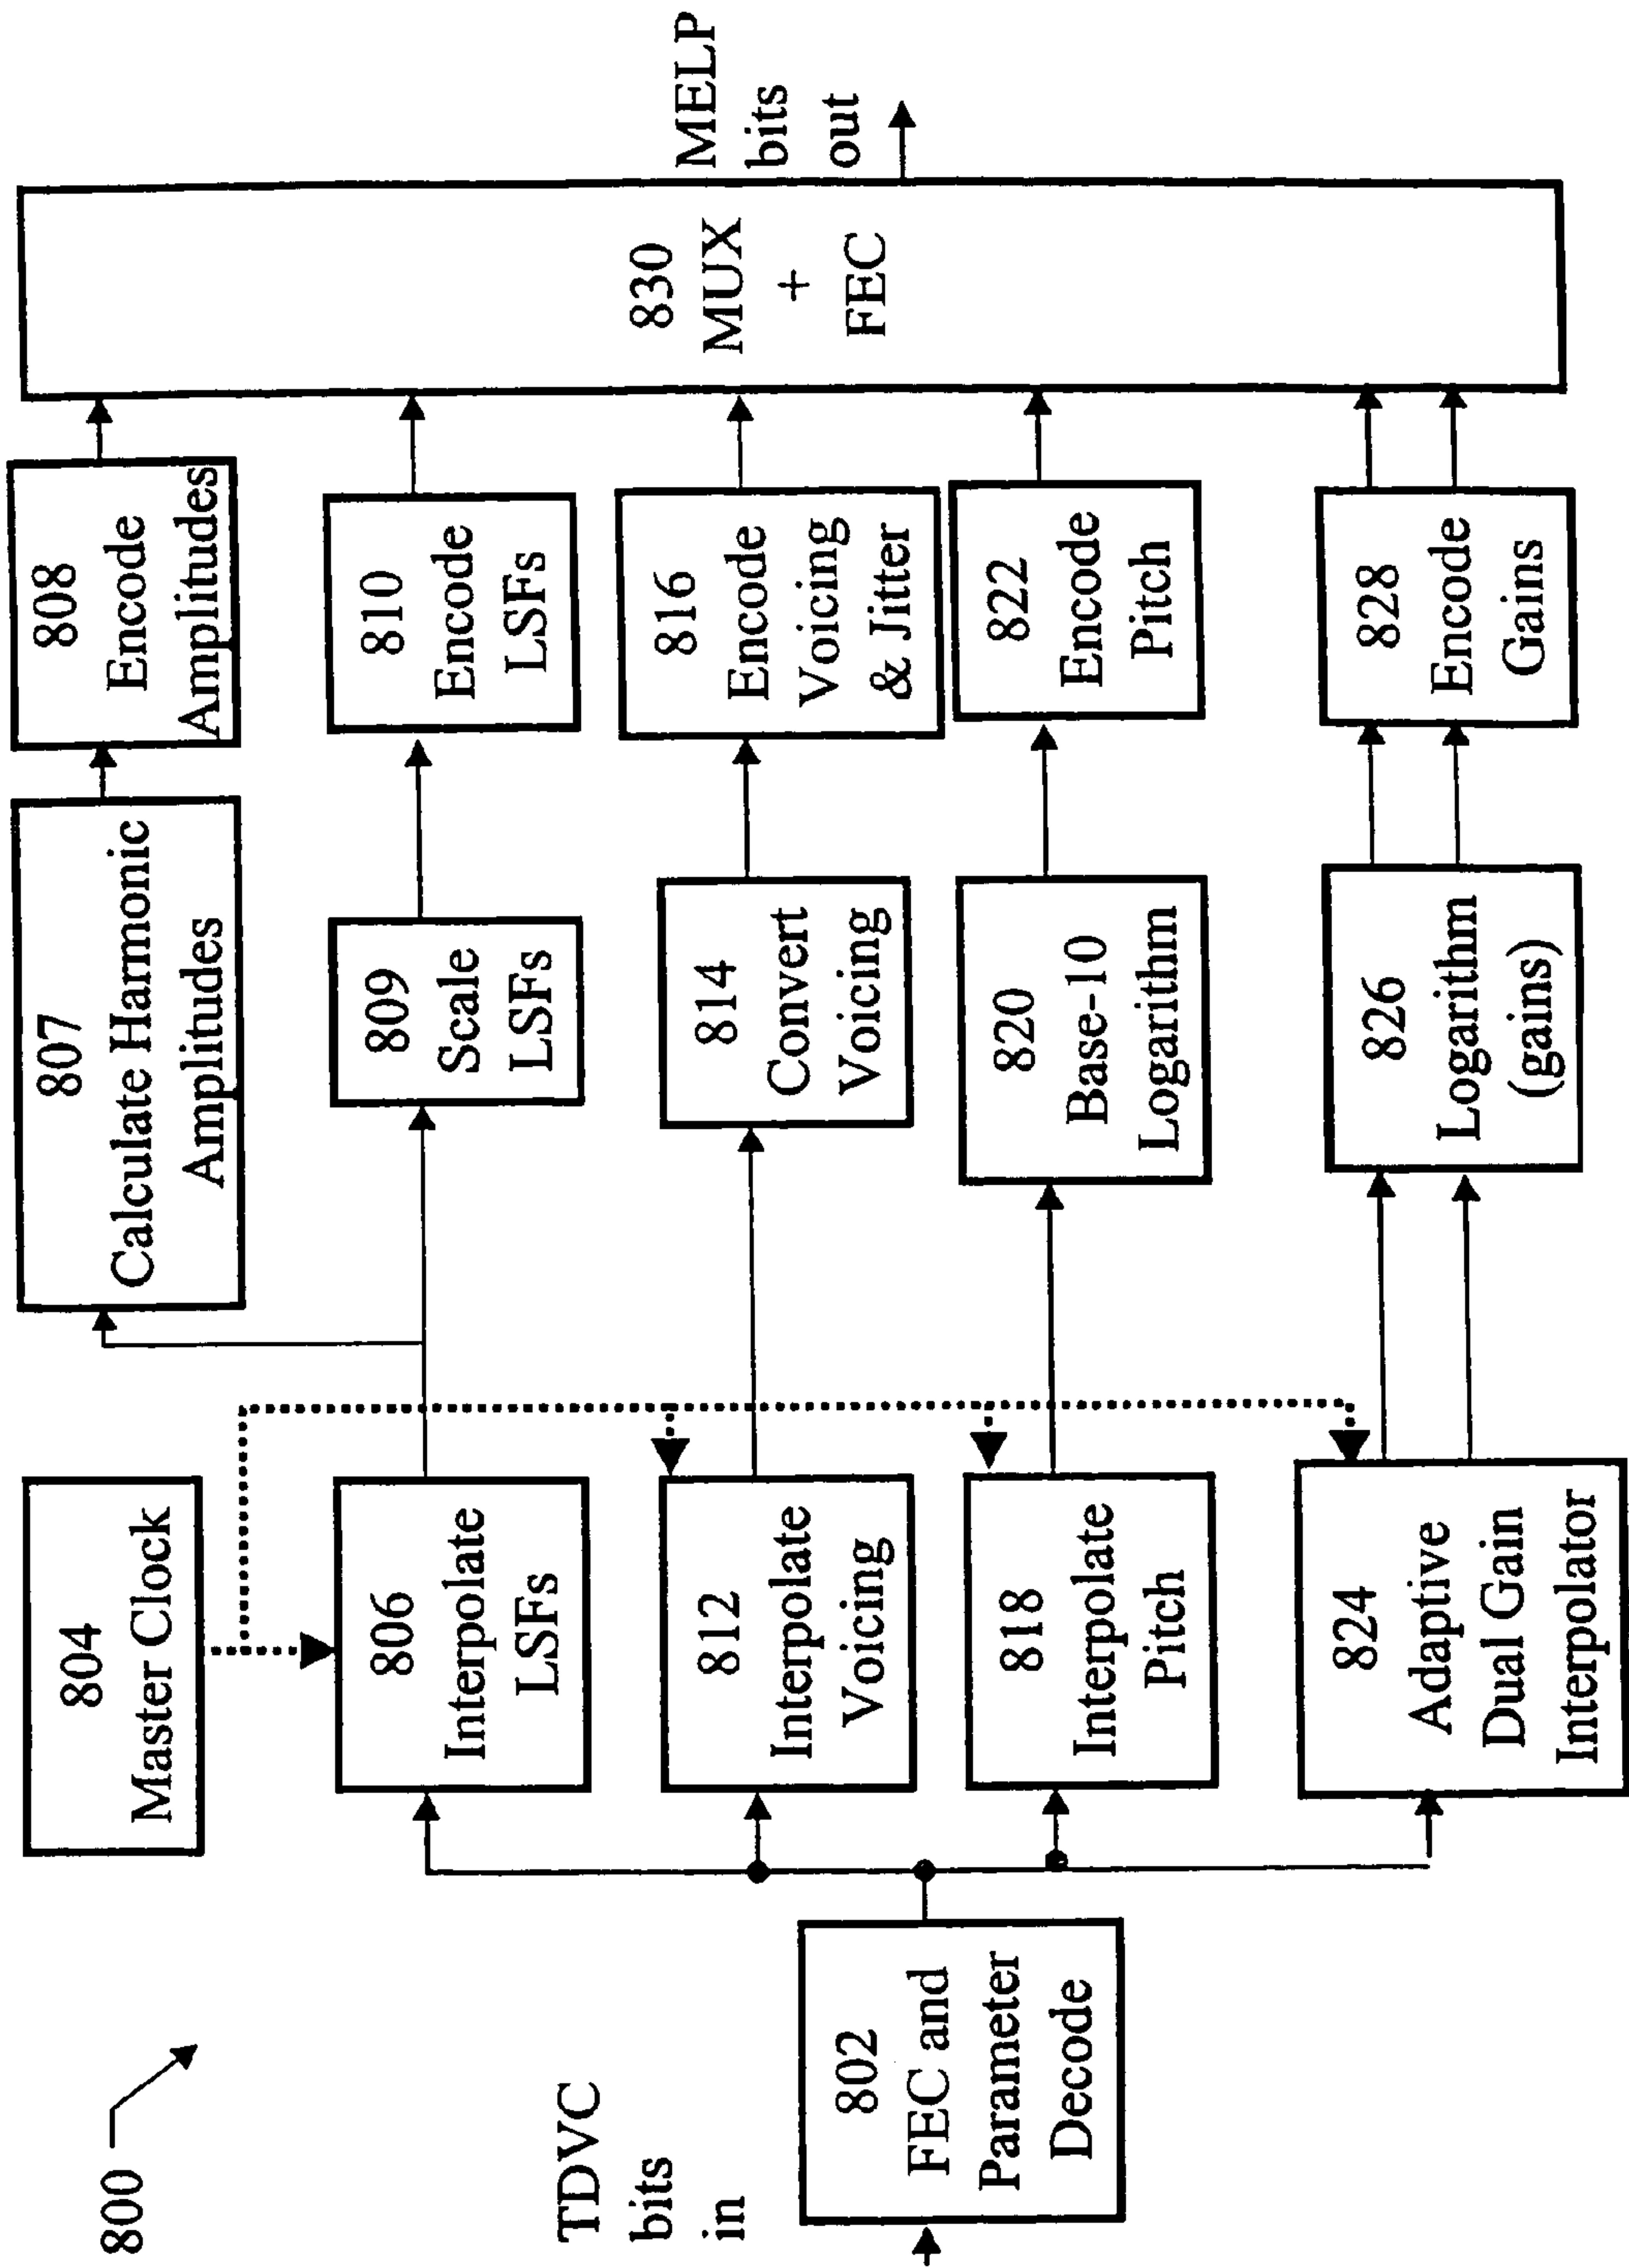 800
TDVC
bits
in
802
FEC and
Parameter
Decode
804
Master Clock
806
Interpolate
LSFs
812
Interpolate
Voicing
818
Interpolate
Pitch
824
Adaptive
Dual Gain
Interpolator
807
Calculate Harmonic
Amplitudes
809
Scale
LSFs
814
Convert
Voicing
820
Base-10
Logarithm
826
Logarithm
(gains)
808
Encode
Amplitudes
810
Encode
LSFs
816
Encode
Voicing
& Jitter
822
Encode
Pitch
828
Encode
Gains
830
MUX
+
FEC
MELP
bits
out